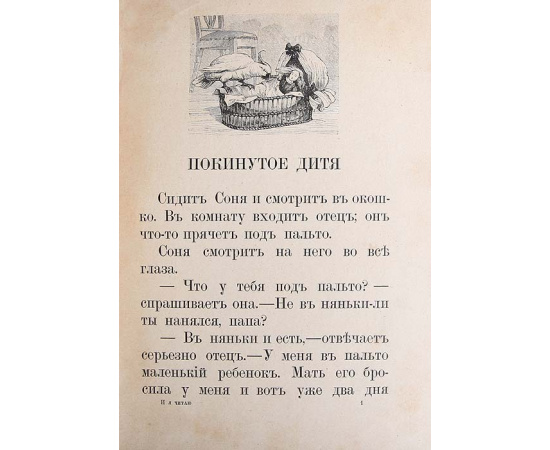 ПОКИНУТОЕ ДИТЯ
Сидитъ Соня и смотритъ въ окош-
ко. Въ комнату входитъ отецъ; онъ
что-то прячетъ подъ пальто.
Соня смотритъ на него во всѣ
глаза.
— Что у тебя подъ пальто? —
спрашиваетъ она.—Не въ няньки-ли
ты нанялся, папа?
— Въ няньки и есть,—отвѣчаетъ
серьезно отецъ.—У меня въ пальто
маленькій ребенокъ. Мать его бро-
сила у меня и вотъ уже два дня
И я читаю 1